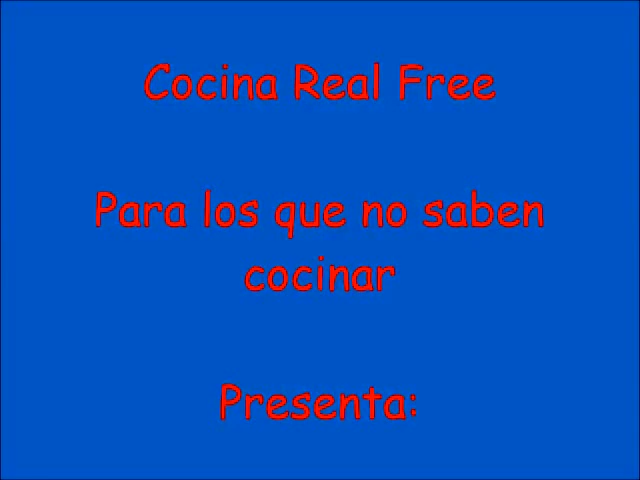 Cocina Real Free
Para los que no saben
cocinar
Presenta: